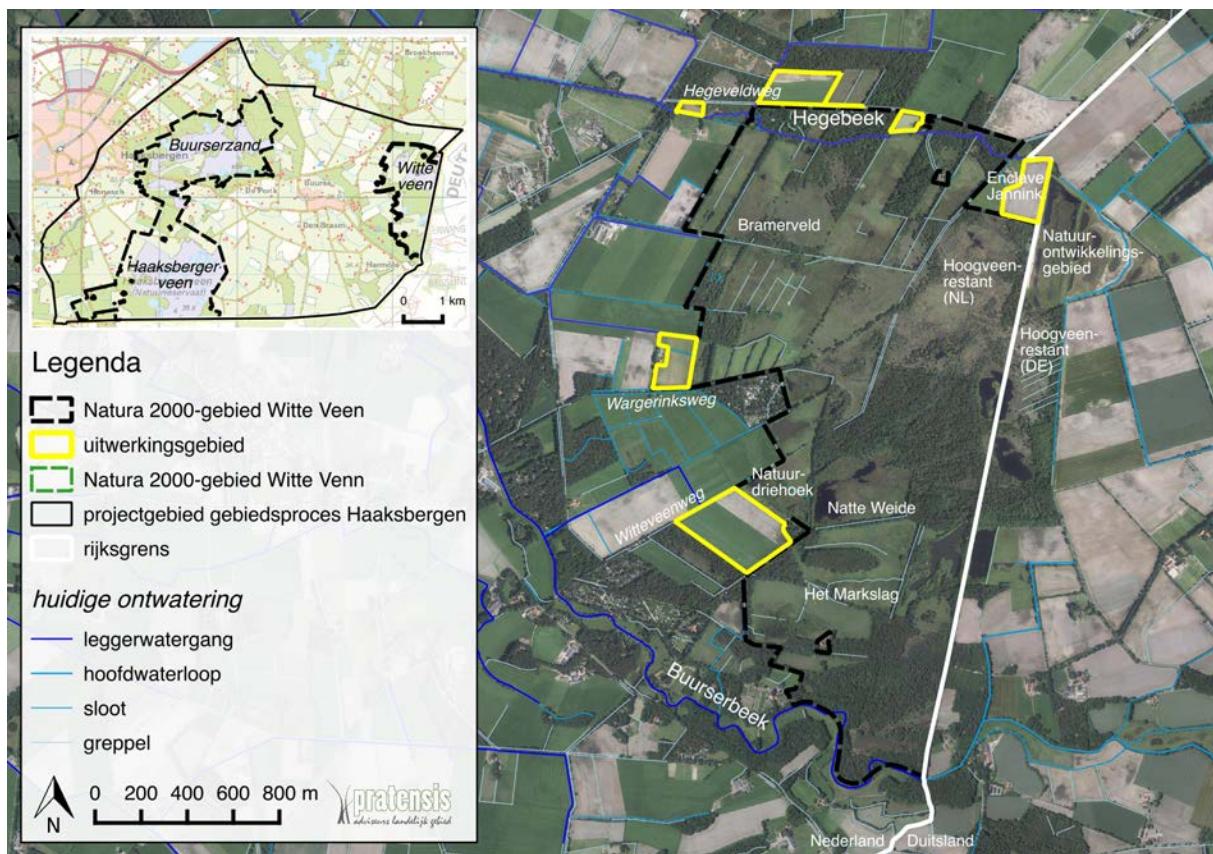 Buurserzand
Witte
veen
Haaksberger-
veen
0 1 km
Legenda
Natura 2000-gebied Witte Veen
uitwerkingsgebied
Natura 2000-gebied Witte Venn
projectgebied gebiedsproces Haaksbergen
rijksgrens
huidige ontwatering
leggerwatergang
hoofdwaterloop
sloot
greppel
N
0 200 400 600 800 m
pratensis
adviseurs landelijk gebied
Hegeveldweg
Hegebeek
Enclave
Jannink
Bramerveld
Natuur-
ontwikkelings-
gebied
Hoogveen-
restant
(NL)
Hoogveen-
restant
(DE)
Wargerinksweg
Natuur-
driehoek
Witteveenweg
Natte Weide
Het Markslag
Buurserbeek
Nederland Duitsland